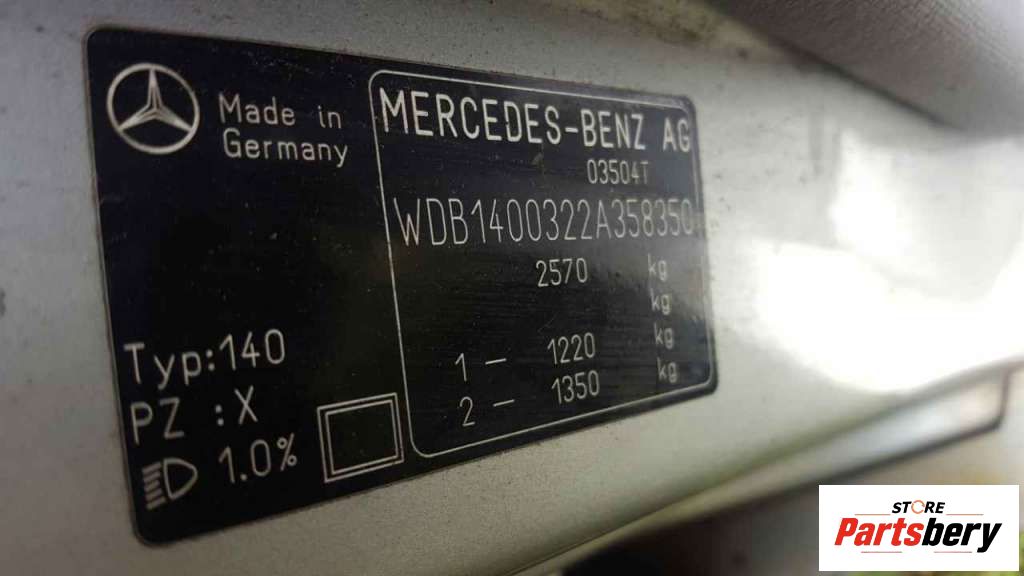 Made in
Germany
MERCEDES-BENZ AG
03504T
WDB1400322A358350
2570 kg
kg
1 – 1220 kg
2 – 1350 kg
Typ:140
PZ :X
1.0%
STORE
Partsbery